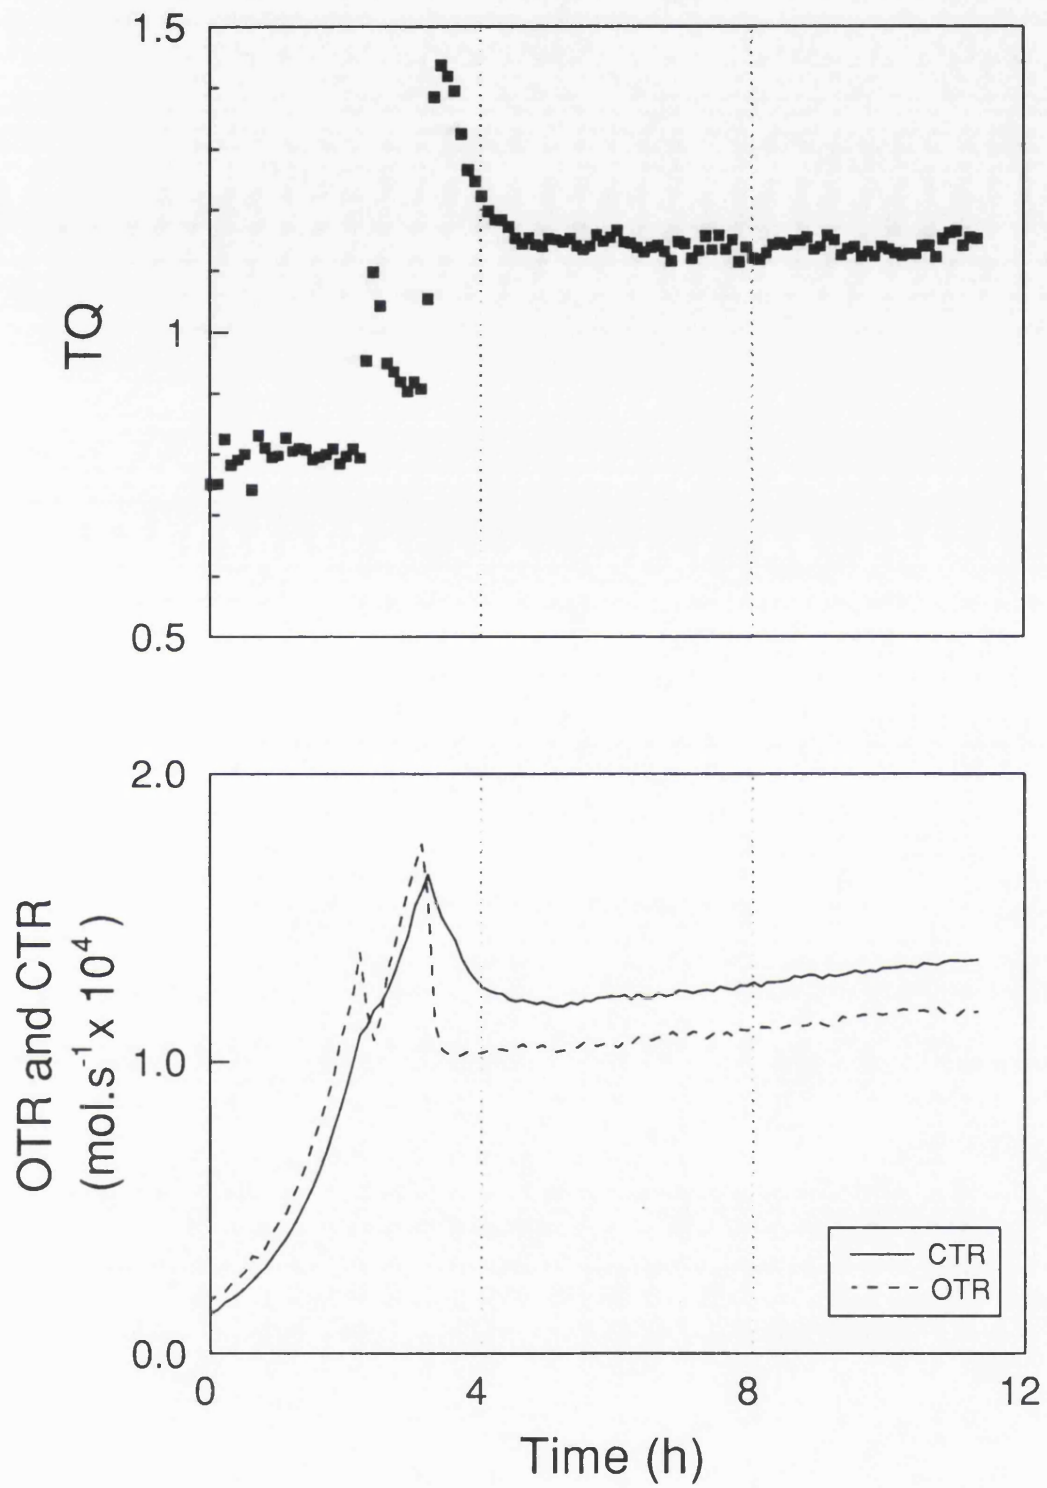 1.5
TQ
1
0.5
2.0
OTR and CTR
(mol.s⁻¹ x 10⁴)
1.0
CTR
OTR
0.0
0 4 8 12
Time (h)